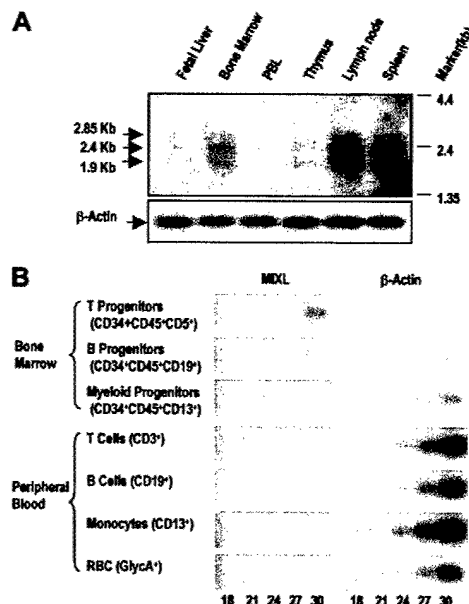 A
Fetal Liver
Bone Marrow
PBL
Thymus
Lymph node
Spleen
Marker(kb)
4.4
2.85 Kb
2.4 Kb
2.4
1.9 Kb
1.35
β-Actin
B
MIXL
β-Actin
T Progenitors
(CD34+CD45⁺CD5⁺)
B Progenitors
(CD34⁺CD45⁺CD19⁺)
Bone
Marrow
Myeloid Progenitors
(CD34⁺CD45⁺CD13⁺)
T Cells (CD3⁺)
B Cells (CD19⁺)
Peripheral
Blood
Monocytes (CD13⁺)
RBC (GlycA⁺)
18 21 24 27 30 18 21 24 27 30